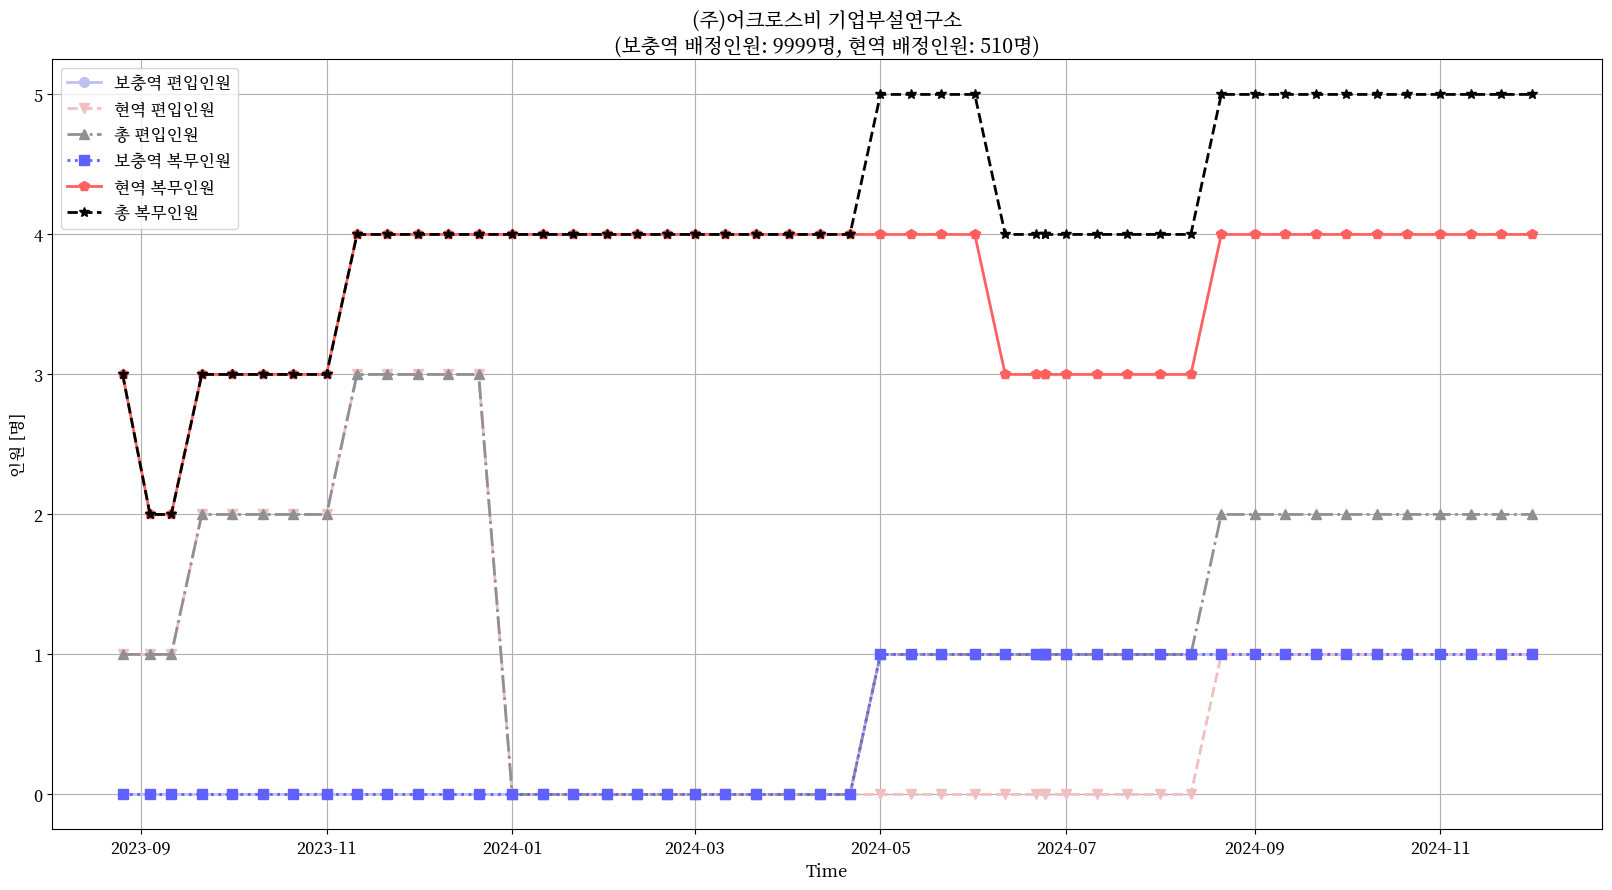 (주)어크로스비 기업부설연구소
(보충역 배정인원: 9999명, 현역 배정인원: 510명)
보충역 편입인원
현역 편입인원
총 편입인원
보충역 복무인원
현역 복무인원
총 복무인원
인원 [명]
5
4
3
2
1
0
2023-09 2023-11 2024-01 2024-03 2024-05 2024-07 2024-09 2024-11
Time